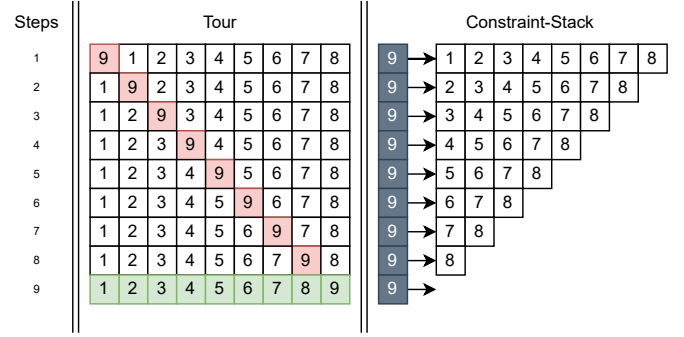 Steps Tour Constraint-Stack
1 9 1 2 3 4 5 6 7 8 9 1 2 3 4 5 6 7 8
2 1 9 2 3 4 5 6 7 8 9 2 3 4 5 6 7 8
3 1 2 9 3 4 5 6 7 8 9 3 4 5 6 7 8
4 1 2 3 9 4 5 6 7 8 9 4 5 6 7 8
5 1 2 3 4 9 5 6 7 8 9 5 6 7 8
6 1 2 3 4 5 9 6 7 8 9 6 7 8
7 1 2 3 4 5 6 9 7 8 9 7 8
8 1 2 3 4 5 6 7 9 8 9 8
9 1 2 3 4 5 6 7 8 9 9